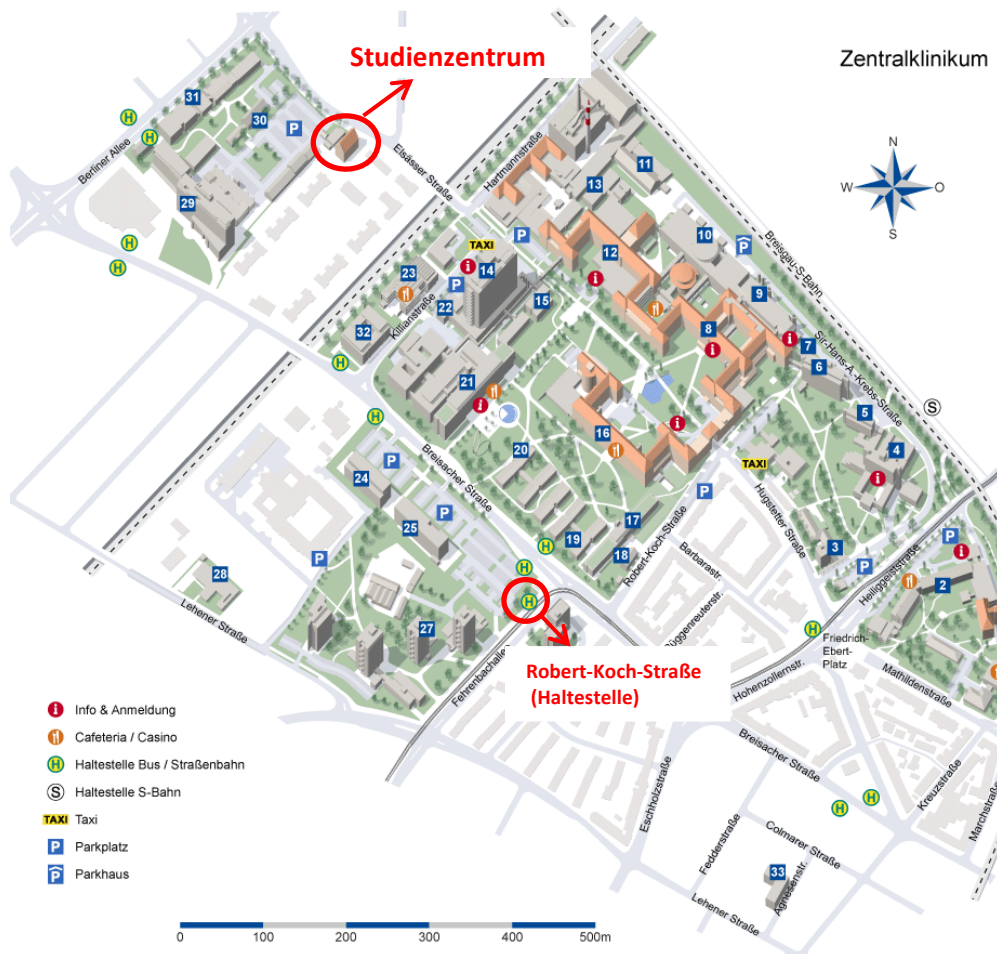 Studienzentrum
Zentralklinikum
N
W
O
S
31
30
P
Berliner Allee
29
H
H
H
H
Elsässer Straße
Hartmannstraße
11
13
12
10
P
P
9
Breisgau-S-Bahn
TAXI
14
i
P
23
22
15
Killianstraße
32
H
21
i
i
8
i
i
7
6
Sir-Hans-A.-Krebs-Straße
S
5
4
i
H
Breisacher Straße
20
16
i
TAXI
P
Hugstetter Straße
24
P
P
25
P
19
17
18
Robert-Koch-Straße
Barbarastr.
3
P
Heiliggeiststraße
P
i
2
28
Lehener Straße
H
H
H
27
Fehrenbachallee
üggenreuterstr.
H
Friedrich-
Ebert-
Platz
Hohenzollernstr.
Mathildenstraße
Robert-Koch-Straße
(Haltestelle)
Breisacher Straße
Eschholzstraße
Kreuzstraße
Marchstraße
H
H
Fedderstraße
Colmarer Straße
33
Agnesenstr.
Lehener Straße
i Info & Anmeldung
Cafeteria / Casino
H Haltestelle Bus / Straßenbahn
S Haltestelle S-Bahn
TAXI Taxi
P Parkplatz
P Parkhaus
0 100 200 300 400 500m